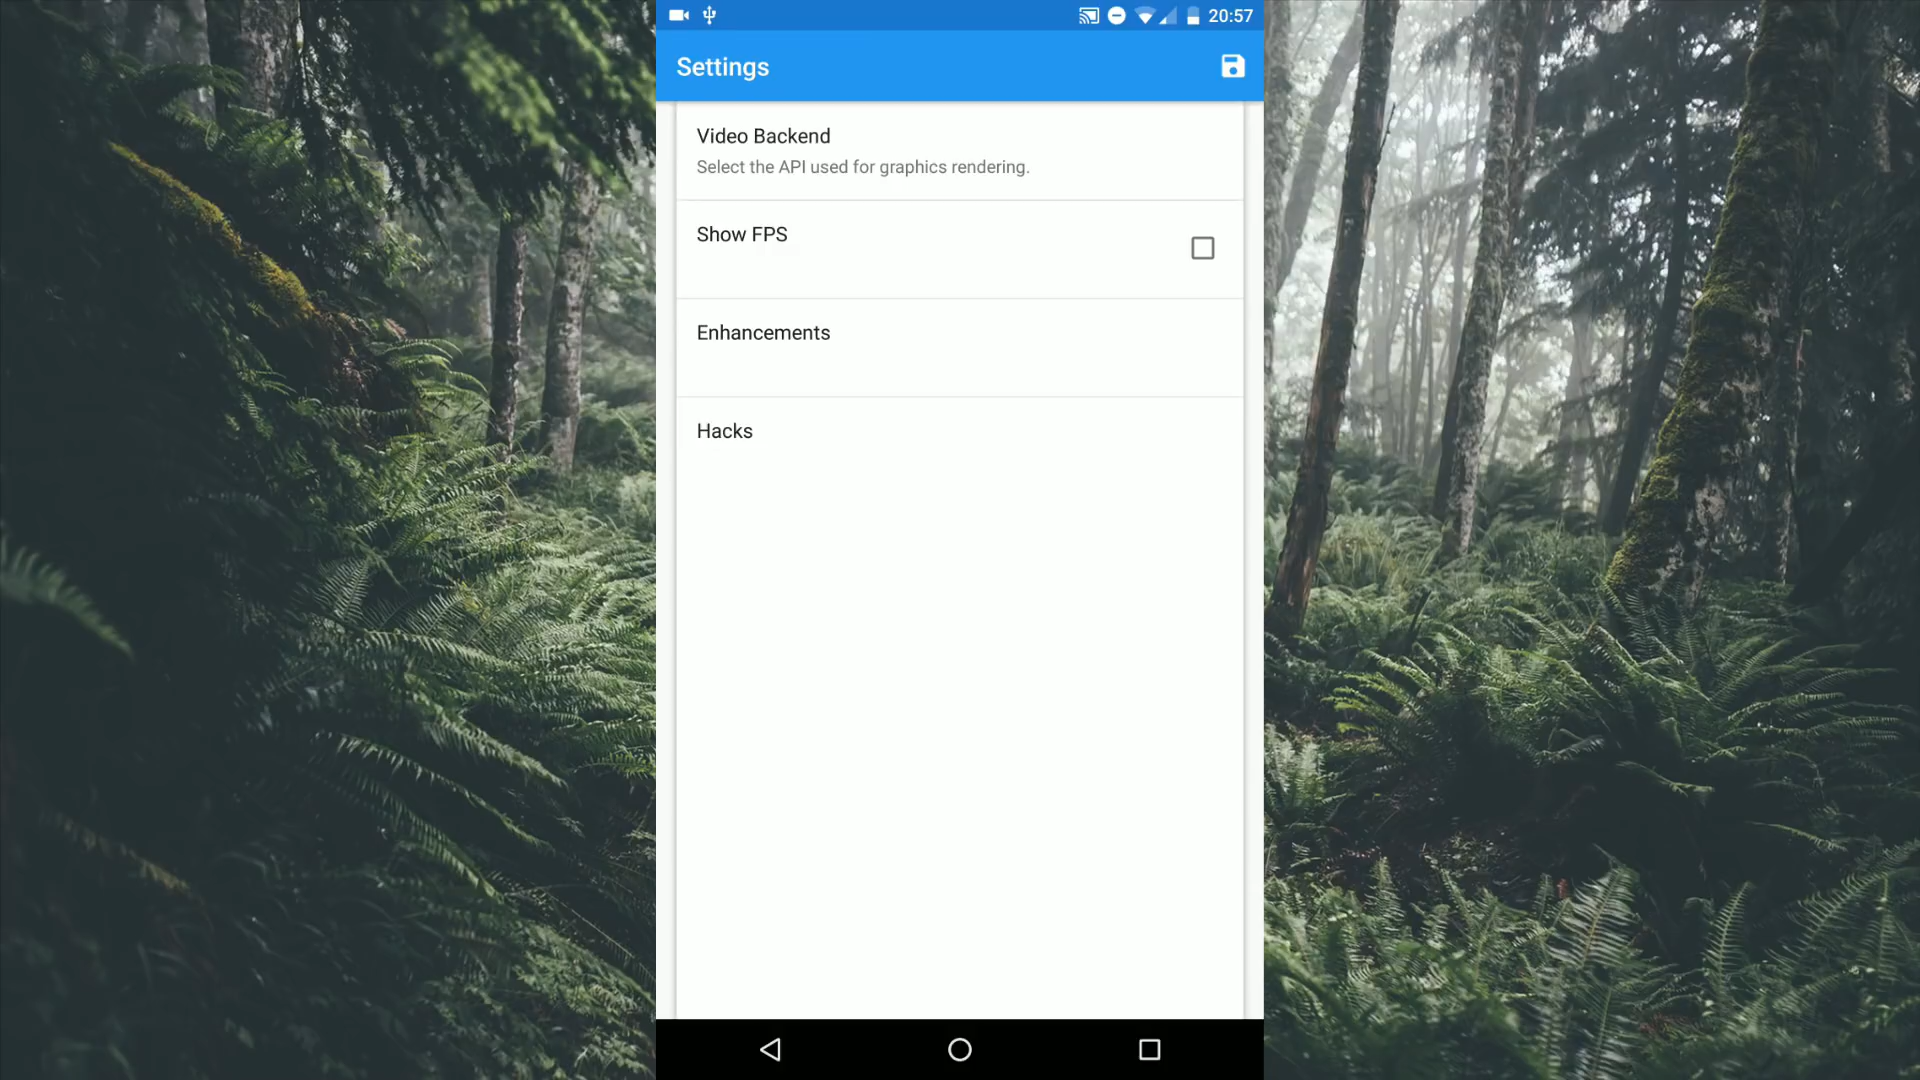 20:57
Settings
Video Backend
Select the API used for graphics rendering.
Show FPS
Enhancements
Hacks